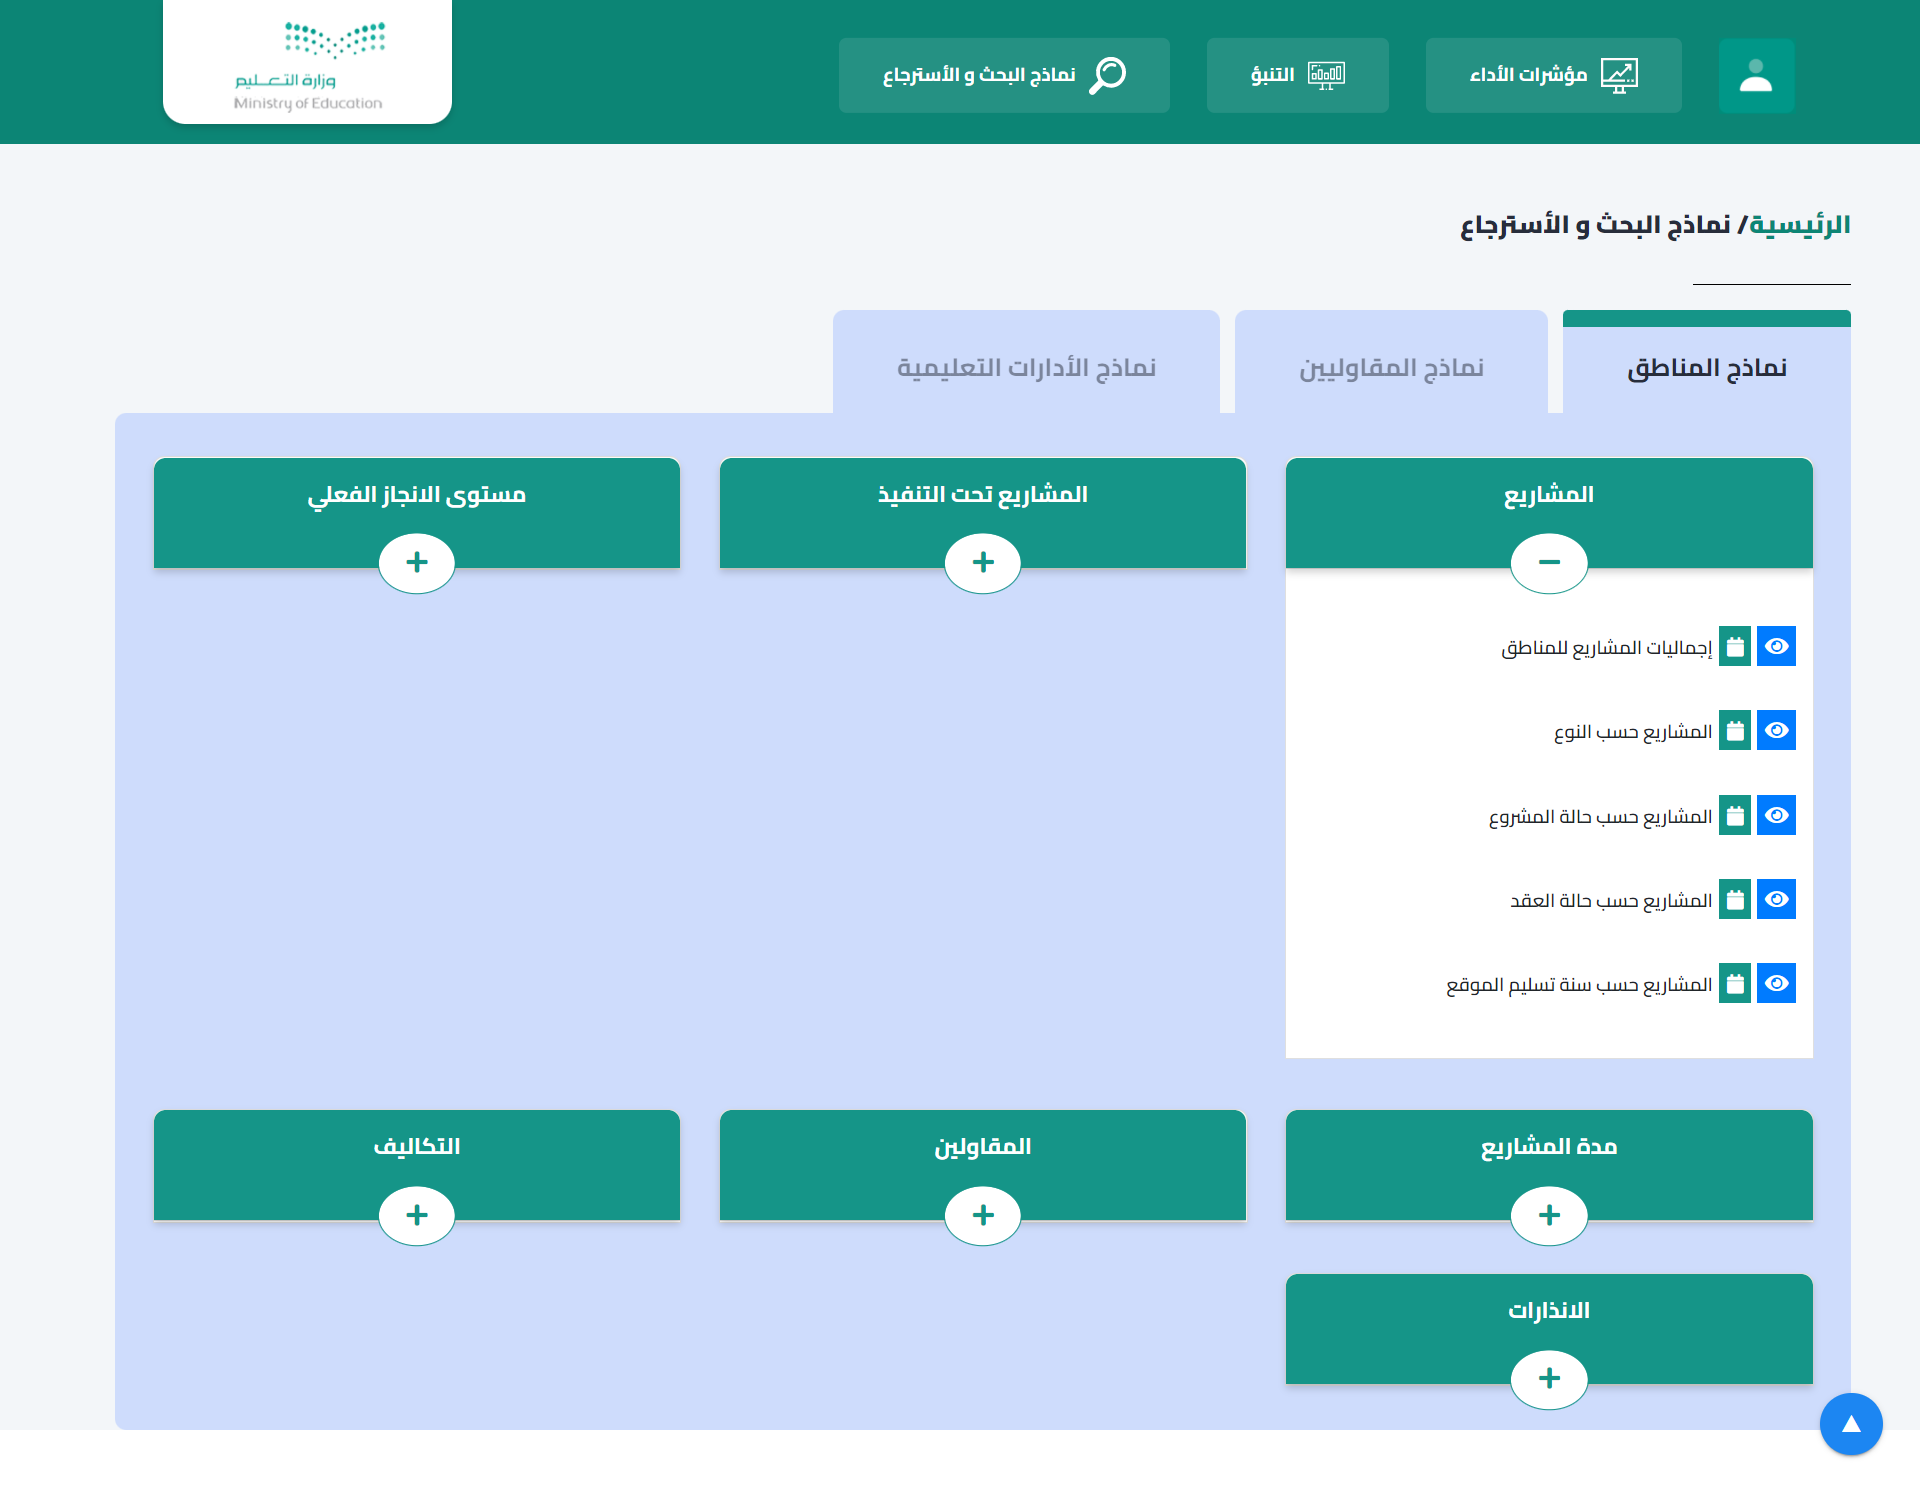 مؤشرات الأداء
التنبؤ
نماذج البحث و الأسترجاع
وزارة التعـــليم
Ministry of Education
الرئيسية/ نماذج البحث و الأسترجاع
نماذج المناطق
نماذج المقاوليين
نماذج الأدارات التعليمية
المشاريع
المشاريع تحت التنفيذ
مستوى الانجاز الفعلي
إجماليات المشاريع للمناطق
المشاريع حسب النوع
المشاريع حسب حالة المشروع
المشاريع حسب حالة العقد
المشاريع حسب سنة تسليم الموقع
مدة المشاريع
المقاولين
التكاليف
الانذارات